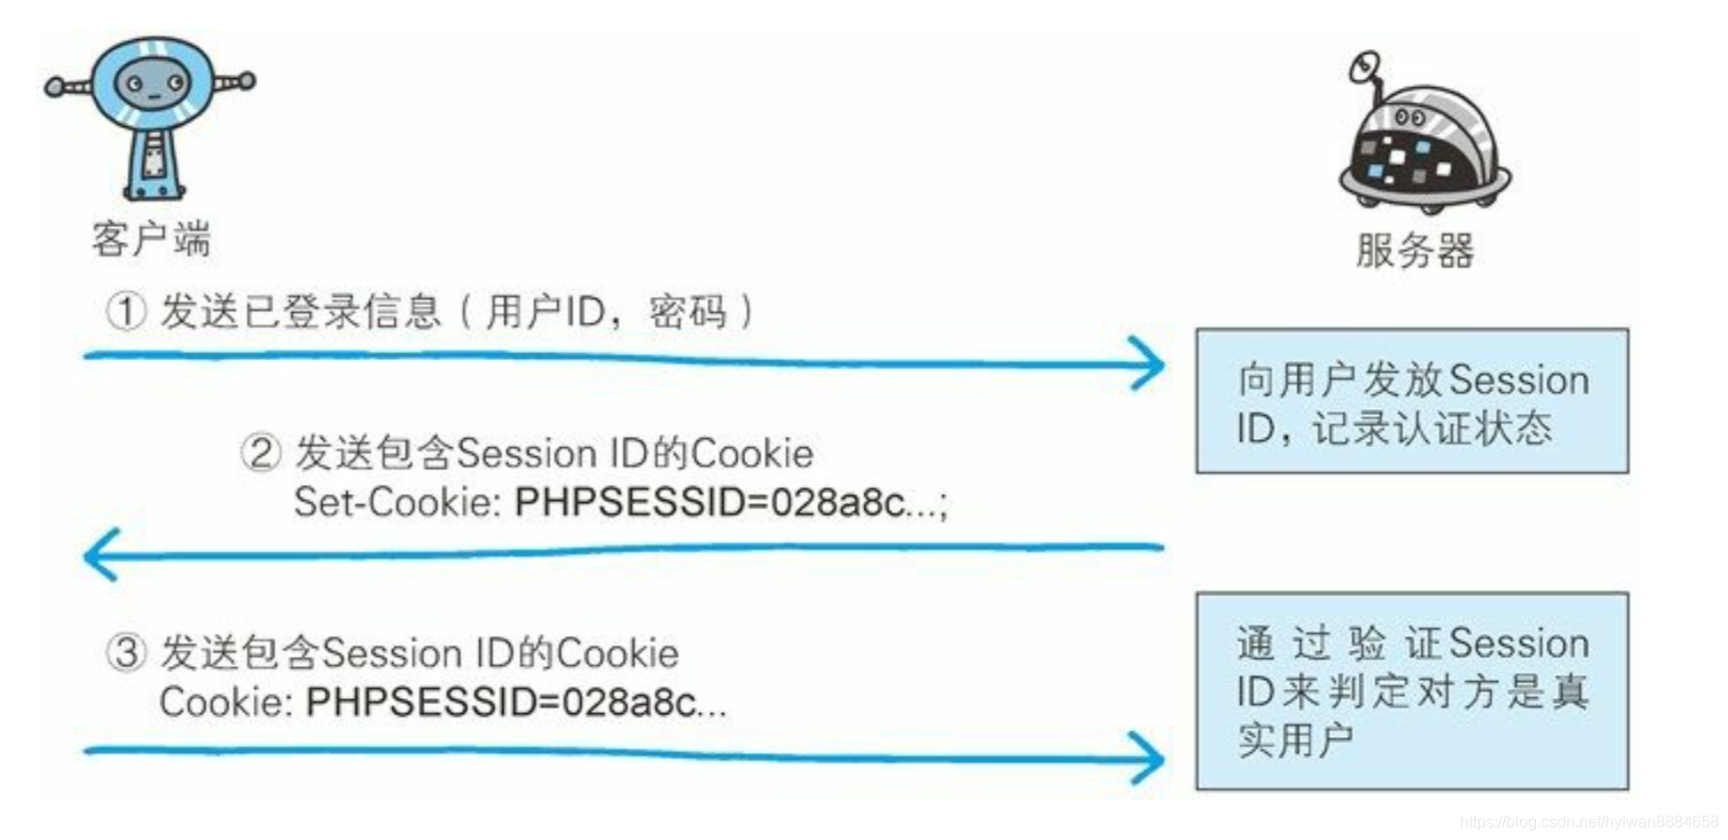 客户端
服务器
① 发送已登录信息（用户ID，密码）
向用户发放Session
ID，记录认证状态
② 发送包含Session ID的Cookie
Set-Cookie: PHPSESSID=028a8c...;
③ 发送包含Session ID的Cookie
Cookie: PHPSESSID=028a8c...
通过验证Session
ID来判定对方是真
实用户
https://blog.csdn.net/hylwan8884658